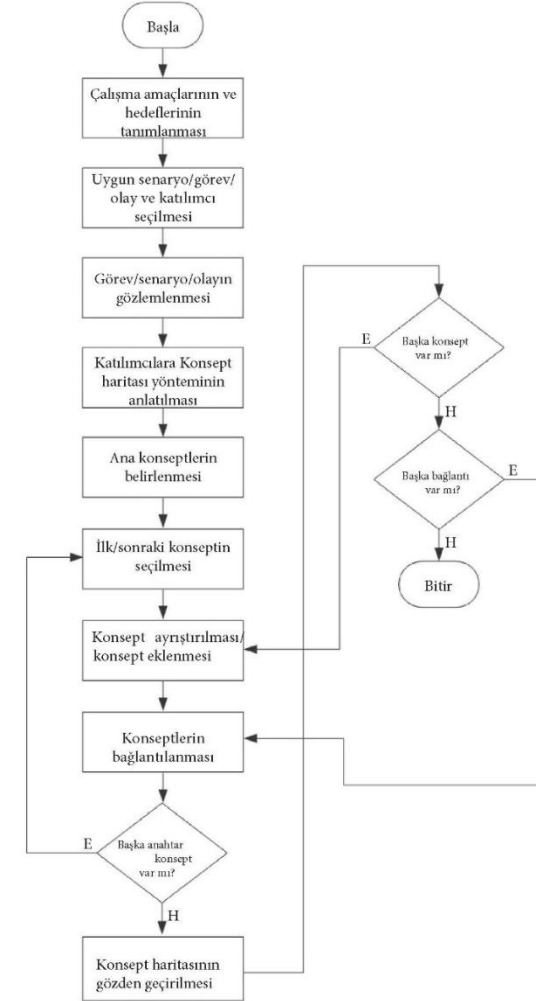 Başla
Çalışma amaçlarının ve
hedeflerinin
tanımlanması
Uygun senaryo/görev/
olay ve katılımcı
seçilmesi
Görev/senaryo/olayın
gözlemlenmesi
Katılımcılara Konsept
haritası yönteminin
anlatılması
Ana konseptlerin
belirlenmesi
İlk/sonraki konseptin
seçilmesi
Konsept ayrıştırılması/
konsept eklenmesi
Konseptlerin
bağlantılanması
E
Başka anahtar
konsept
var mı?
H
Konsept haritasının
gözden geçirilmesi
E
Başka konsept
var mı?
H
Başka bağlantı
var mı?
E
H
Bitir